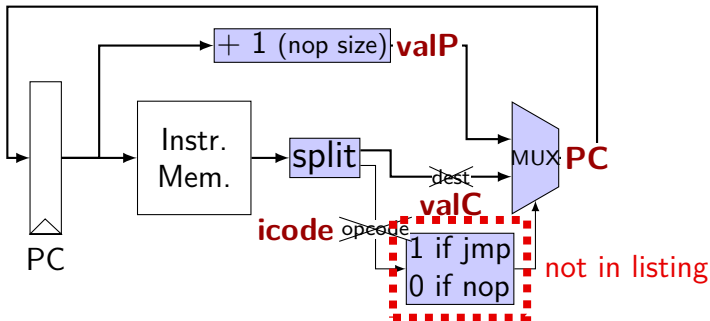 + 1 (nop size) valP
Instr.
Mem.
split
MUX PC
dest
valC
PC
icode opcode
1 if jmp
0 if nop
not in listing